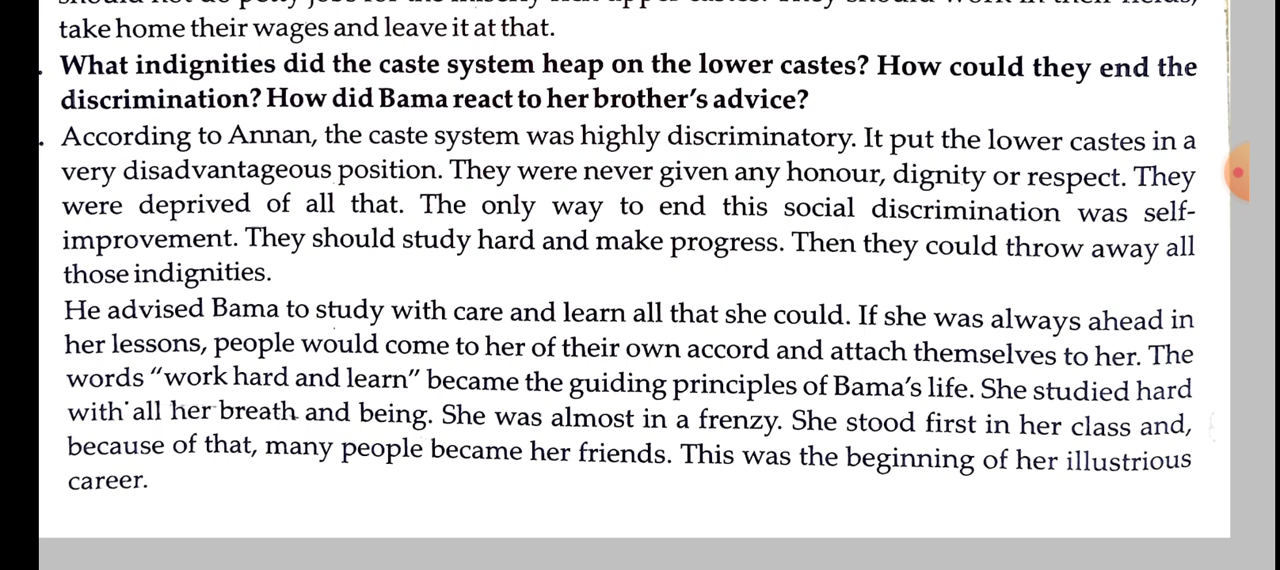 take home their wages and leave it at that.
. What indignities did the caste system heap on the lower castes? How could they end the
discrimination? How did Bama react to her brother's advice?
. According to Annan, the caste system was highly discriminatory. It put the lower castes in a
very disadvantageous position. They were never given any honour, dignity or respect. They
were deprived of all that. The only way to end this social discrimination was self-
improvement. They should study hard and make progress. Then they could throw away all
those indignities.
He advised Bama to study with care and learn all that she could. If she was always ahead in
her lessons, people would come to her of their own accord and attach themselves to her. The
words "work hard and learn" became the guiding principles of Bama's life. She studied hard
with all her breath and being. She was almost in a frenzy. She stood first in her class and,
because of that, many people became her friends. This was the beginning of her illustrious
career.